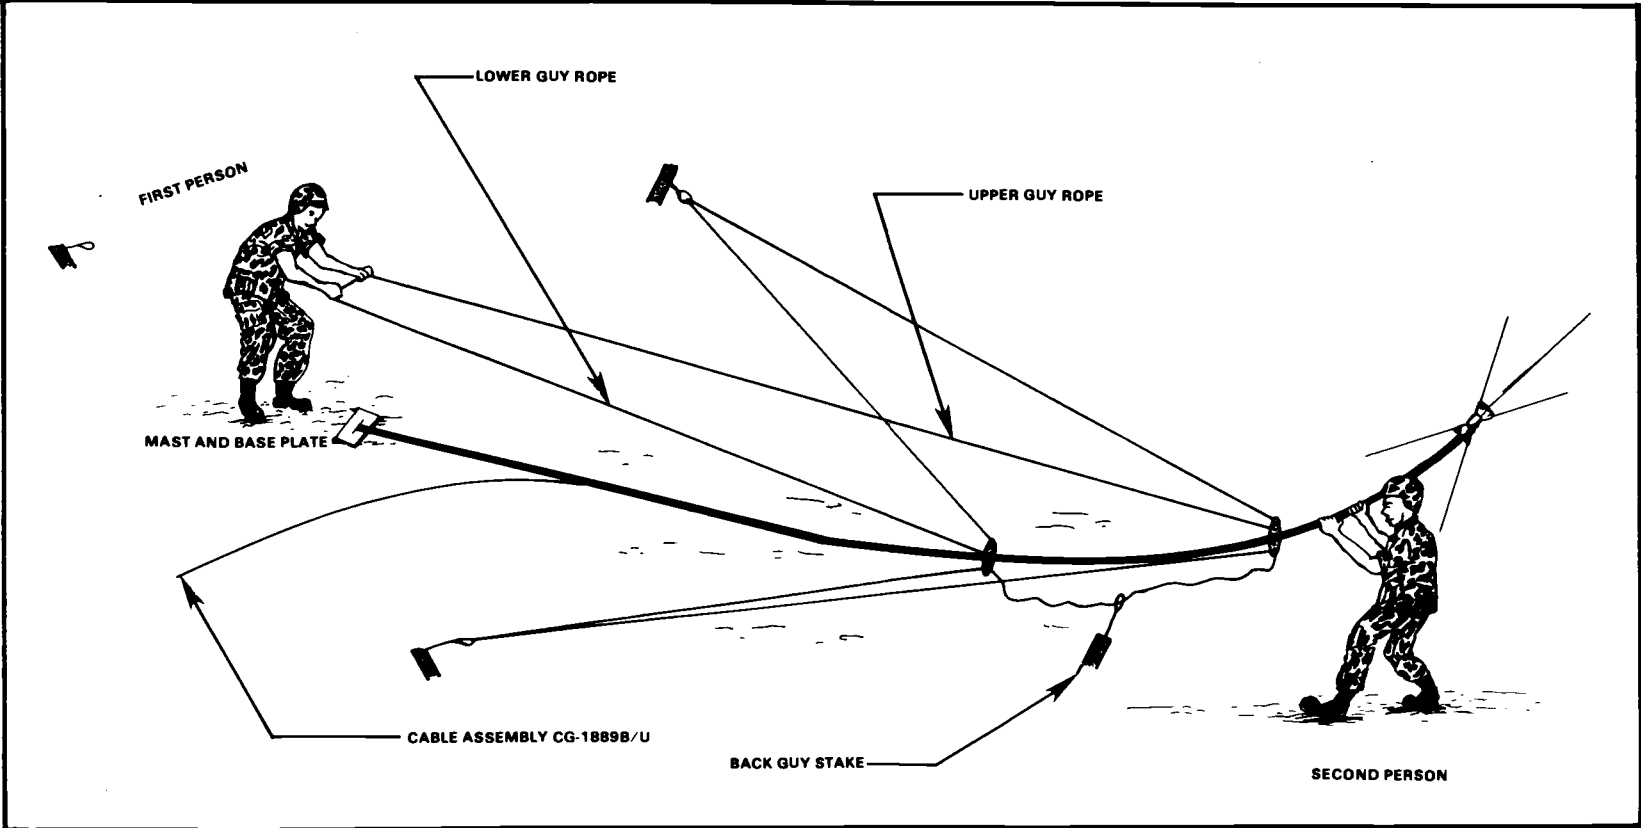 LOWER GUY ROPE
FIRST PERSON
UPPER GUY ROPE
MAST AND BASE PLATE
CABLE ASSEMBLY CG-1889B/U
BACK GUY STAKE
SECOND PERSON